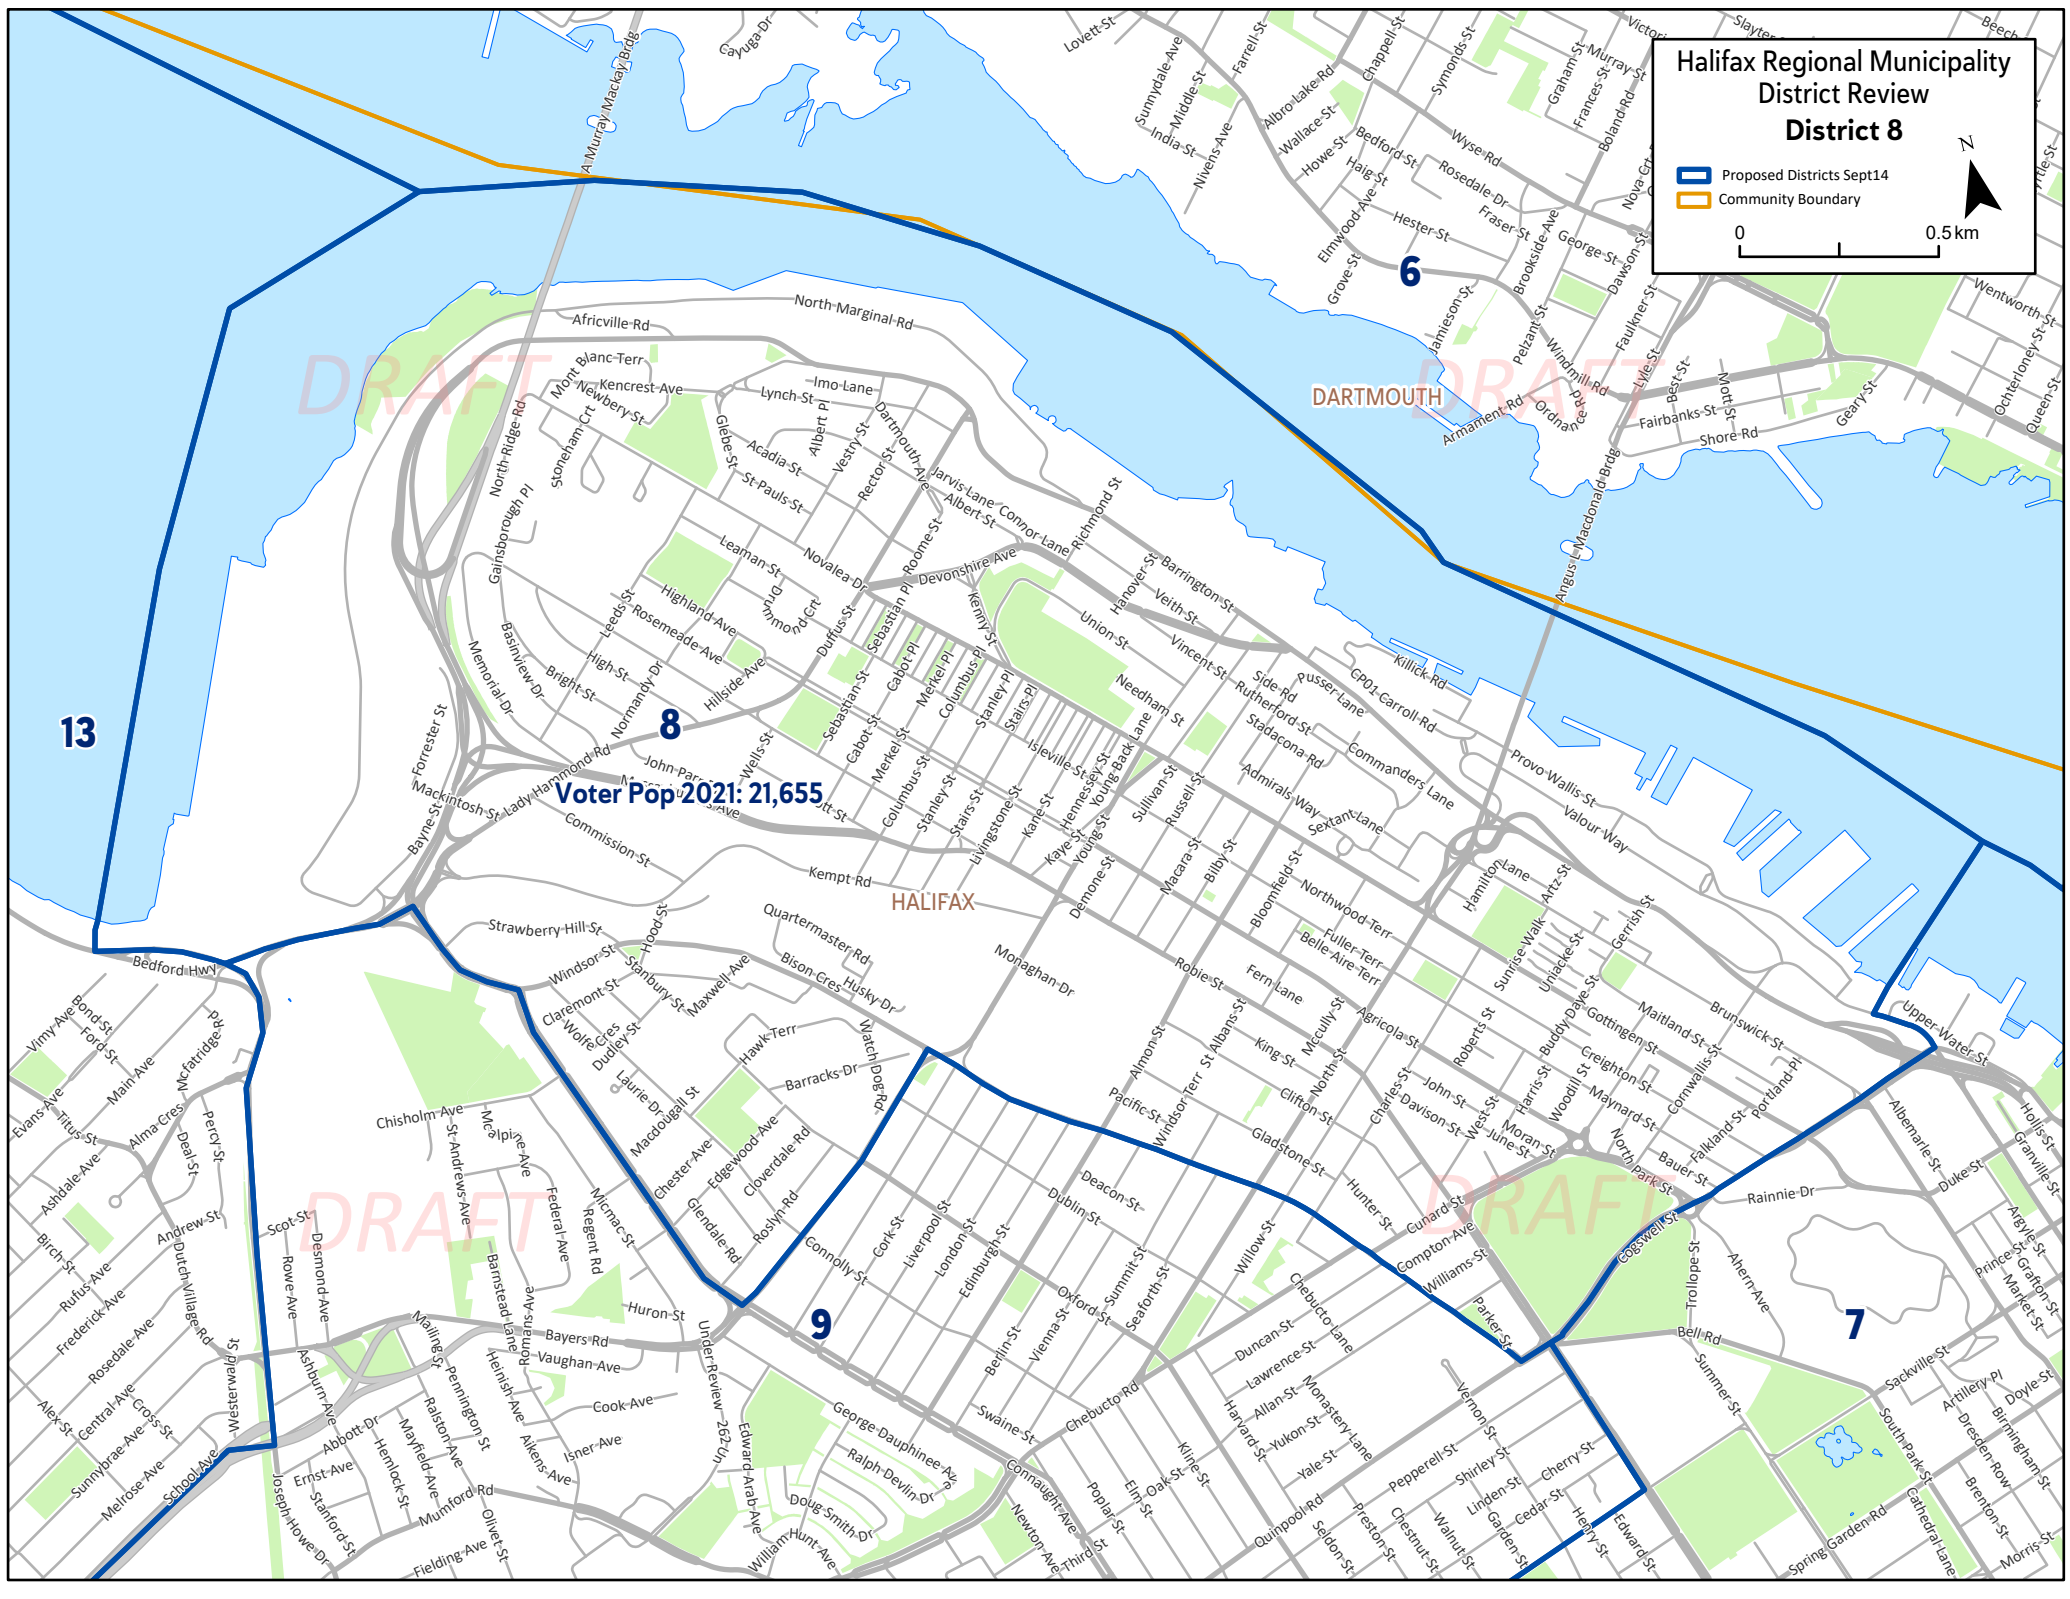 Halifax Regional Municipality
District Review
District 8
N
Proposed Districts Sept14
Community Boundary
0
0.5 km
DRAFT
DRAFT
DRAFT
DRAFT
DARTMOUTH
HALIFAX
6
13
8
Voter Pop 2021: 21,655
9
7
A Murray Mackay Brdg
Cayuga Dr
Lovett St
Sunnydale Ave
Middle St
India St
Nivens Ave
Farrell St
Albro Lake Rd
Wallace St
Howe St
Haig St
Chappell St
Bedford St
Symonds St
Wyse Rd
Rosedale Dr
Fraser St
Hester St
Elmwood Ave
Grove St
Graham St
Murray St
Frances St
Boland Rd
Brookside Ave
George St
Dawson St
Faulkner St
Jamieson St
Pelzant St
Windmill Rd
Lyle St
Best St
Mott St
Armament Rd
Ordnance Rd
Fairbanks St
Shore Rd
Geary St
Wentworth St
Ochterloney St
Queen St
Angus L Macdonald Brdg
North Marginal Rd
Africville Rd
Mont Blanc Terr
Kencrest Ave
Newbery St
Stoneham Crt
North Ridge Rd
Gainsborough Pl
Imo Lane
Lynch St
Albert Pl
Glebe St
Acadia St
St Pauls St
Vestry St
Rector St
Dartmouth Ave
Jarvis Lane
Albert St
Connor Lane
Richmond St
Roome St
Devonshire Ave
Leaman St
Novalea Dr
Drummond Crt
Highland Ave
Rosemeade Ave
Leeds St
High St
Bright St
Basinview Dr
Memorial Dr
Normandy Dr
Hillside Ave
Duffus St
Sebastian Pl
Cabot Pl
Merkel Pl
Columbus Pl
Stanley Pl
Stairs Pl
Kenny St
Union St
Hanover St
Veith St
Barrington St
Vincent St
Needham St
Side Rd
Rutherford St
Pusser Lane
Stadacona Rd
CP01 Carroll Rd
Killick Rd
Commanders Lane
Admirals Way
Sextant Lane
Provo Wallis St
Valour Way
Sebastian St
Cabot St
Merkel St
Columbus St
Stanley St
Stairs St
Livingstone St
Kane St
Isleville St
Hennessey St
Young Back Lane
Kaye St
Young St
Sullivan St
Russell St
Demone St
Macara St
Bilby St
Bloomfield St
Wells St
Forrester St
Mackintosh St
Bayne St
Lady Hammond Rd
Commission St
Kempt Rd
Strawberry Hill St
Hood St
Windsor St
Stanbury St
Claremont St
Wolfe Cres
Dudley St
Laurie Dr
Maxwell Ave
Quartermaster Rd
Bison Cres
Husky Dr
Monaghan Dr
Hawk Terr
Barracks Dr
Watch Dog Rd
Macdougall St
Chester Ave
Edgewood Ave
Cloverdale Rd
Glendale Rd
Roslyn Rd
Robie St
Fern Lane
Northwood Terr
Fuller Terr
Belle Aire Terr
Agricola St
Almon St
St Albans St
Windsor Terr
Pacific St
King St
Mccully St
North St
Clifton St
Gladstone St
Hunter St
Charles St
Davison St
John St
West St
June St
Moran St
Harris St
Roberts St
Woodill St
Buddy Daye St
Uniacke St
Sunrise Walk
Artz St
Gerrish St
Hamilton Lane
Gottingen St
Creighton St
Maynard St
Maitland St
Brunswick St
Cornwallis St
Portland Pl
Falkland St
Bauer St
North Park St
Cunard St
Compton Ave
Williams St
Parker St
Cogswell St
Rainnie Dr
Trollope St
Ahern Ave
Bell Rd
Summer St
Upper Water St
Albemarle St
Duke St
Hollis St
Granville St
Argyle St
Prince St
Grafton St
Market St
Sackville St
Artillery Pl
Doyle St
Birmingham St
Dresden Row
South Park St
Brenton St
Cathedral Lane
Spring Garden Rd
Morris St
Bedford Hwy
Vimy Ave
Bond St
Ford St
Main Ave
Mcfatridge Rd
Evans Ave
Titus St
Alma Cres
Percy St
Deal St
Ashdale Ave
Andrew St
Birch St
Rufus Ave
Frederick Ave
Rosedale Ave
Dutch Village Rd
Westerwald St
Alex St
Central Ave
Cross St
Sunnybrae Ave
Melrose Ave
School Ave
Scot St
Rowe Ave
Desmond Ave
Ashburn Ave
Chisholm Ave
St Andrews Ave
Mcalpine Ave
Federal Ave
Micmac St
Regent Rd
Barnstead Lane
Romans Ave
Huron St
Bayers Rd
Vaughan Ave
Mailing St
Pennington St
Heinish Ave
Cook Ave
Isner Ave
Aikens Ave
Ralston Ave
Mayfield Ave
Abbott Dr
Hemlock St
Ernst Ave
Stanford St
Joseph Howe Dr
Mumford Rd
Olivet St
Fielding Ave
Under Review -262-Un
Edward Arab Ave
George Dauphinee Ave
Ralph Devlin Dr
Doug Smith Dr
William Hunt Ave
Connolly St
Cork St
Liverpool St
London St
Edinburgh St
Dublin St
Deacon St
Berlin St
Vienna St
Oxford St
Summit St
Seaforth St
Willow St
Swaine St
Chebucto Rd
Connaught Ave
Newton Ave
Third St
Poplar St
Elm St
Oak St
Kline St
Harvard St
Duncan St
Lawrence St
Allan St
Yukon St
Yale St
Chebucto Lane
Monastery Lane
Quinpool Rd
Seldon St
Preston St
Chestnut St
Walnut St
Pepperell St
Shirley St
Vernon St
Linden St
Garden St
Cedar St
Cherry St
Henry St
Edward St